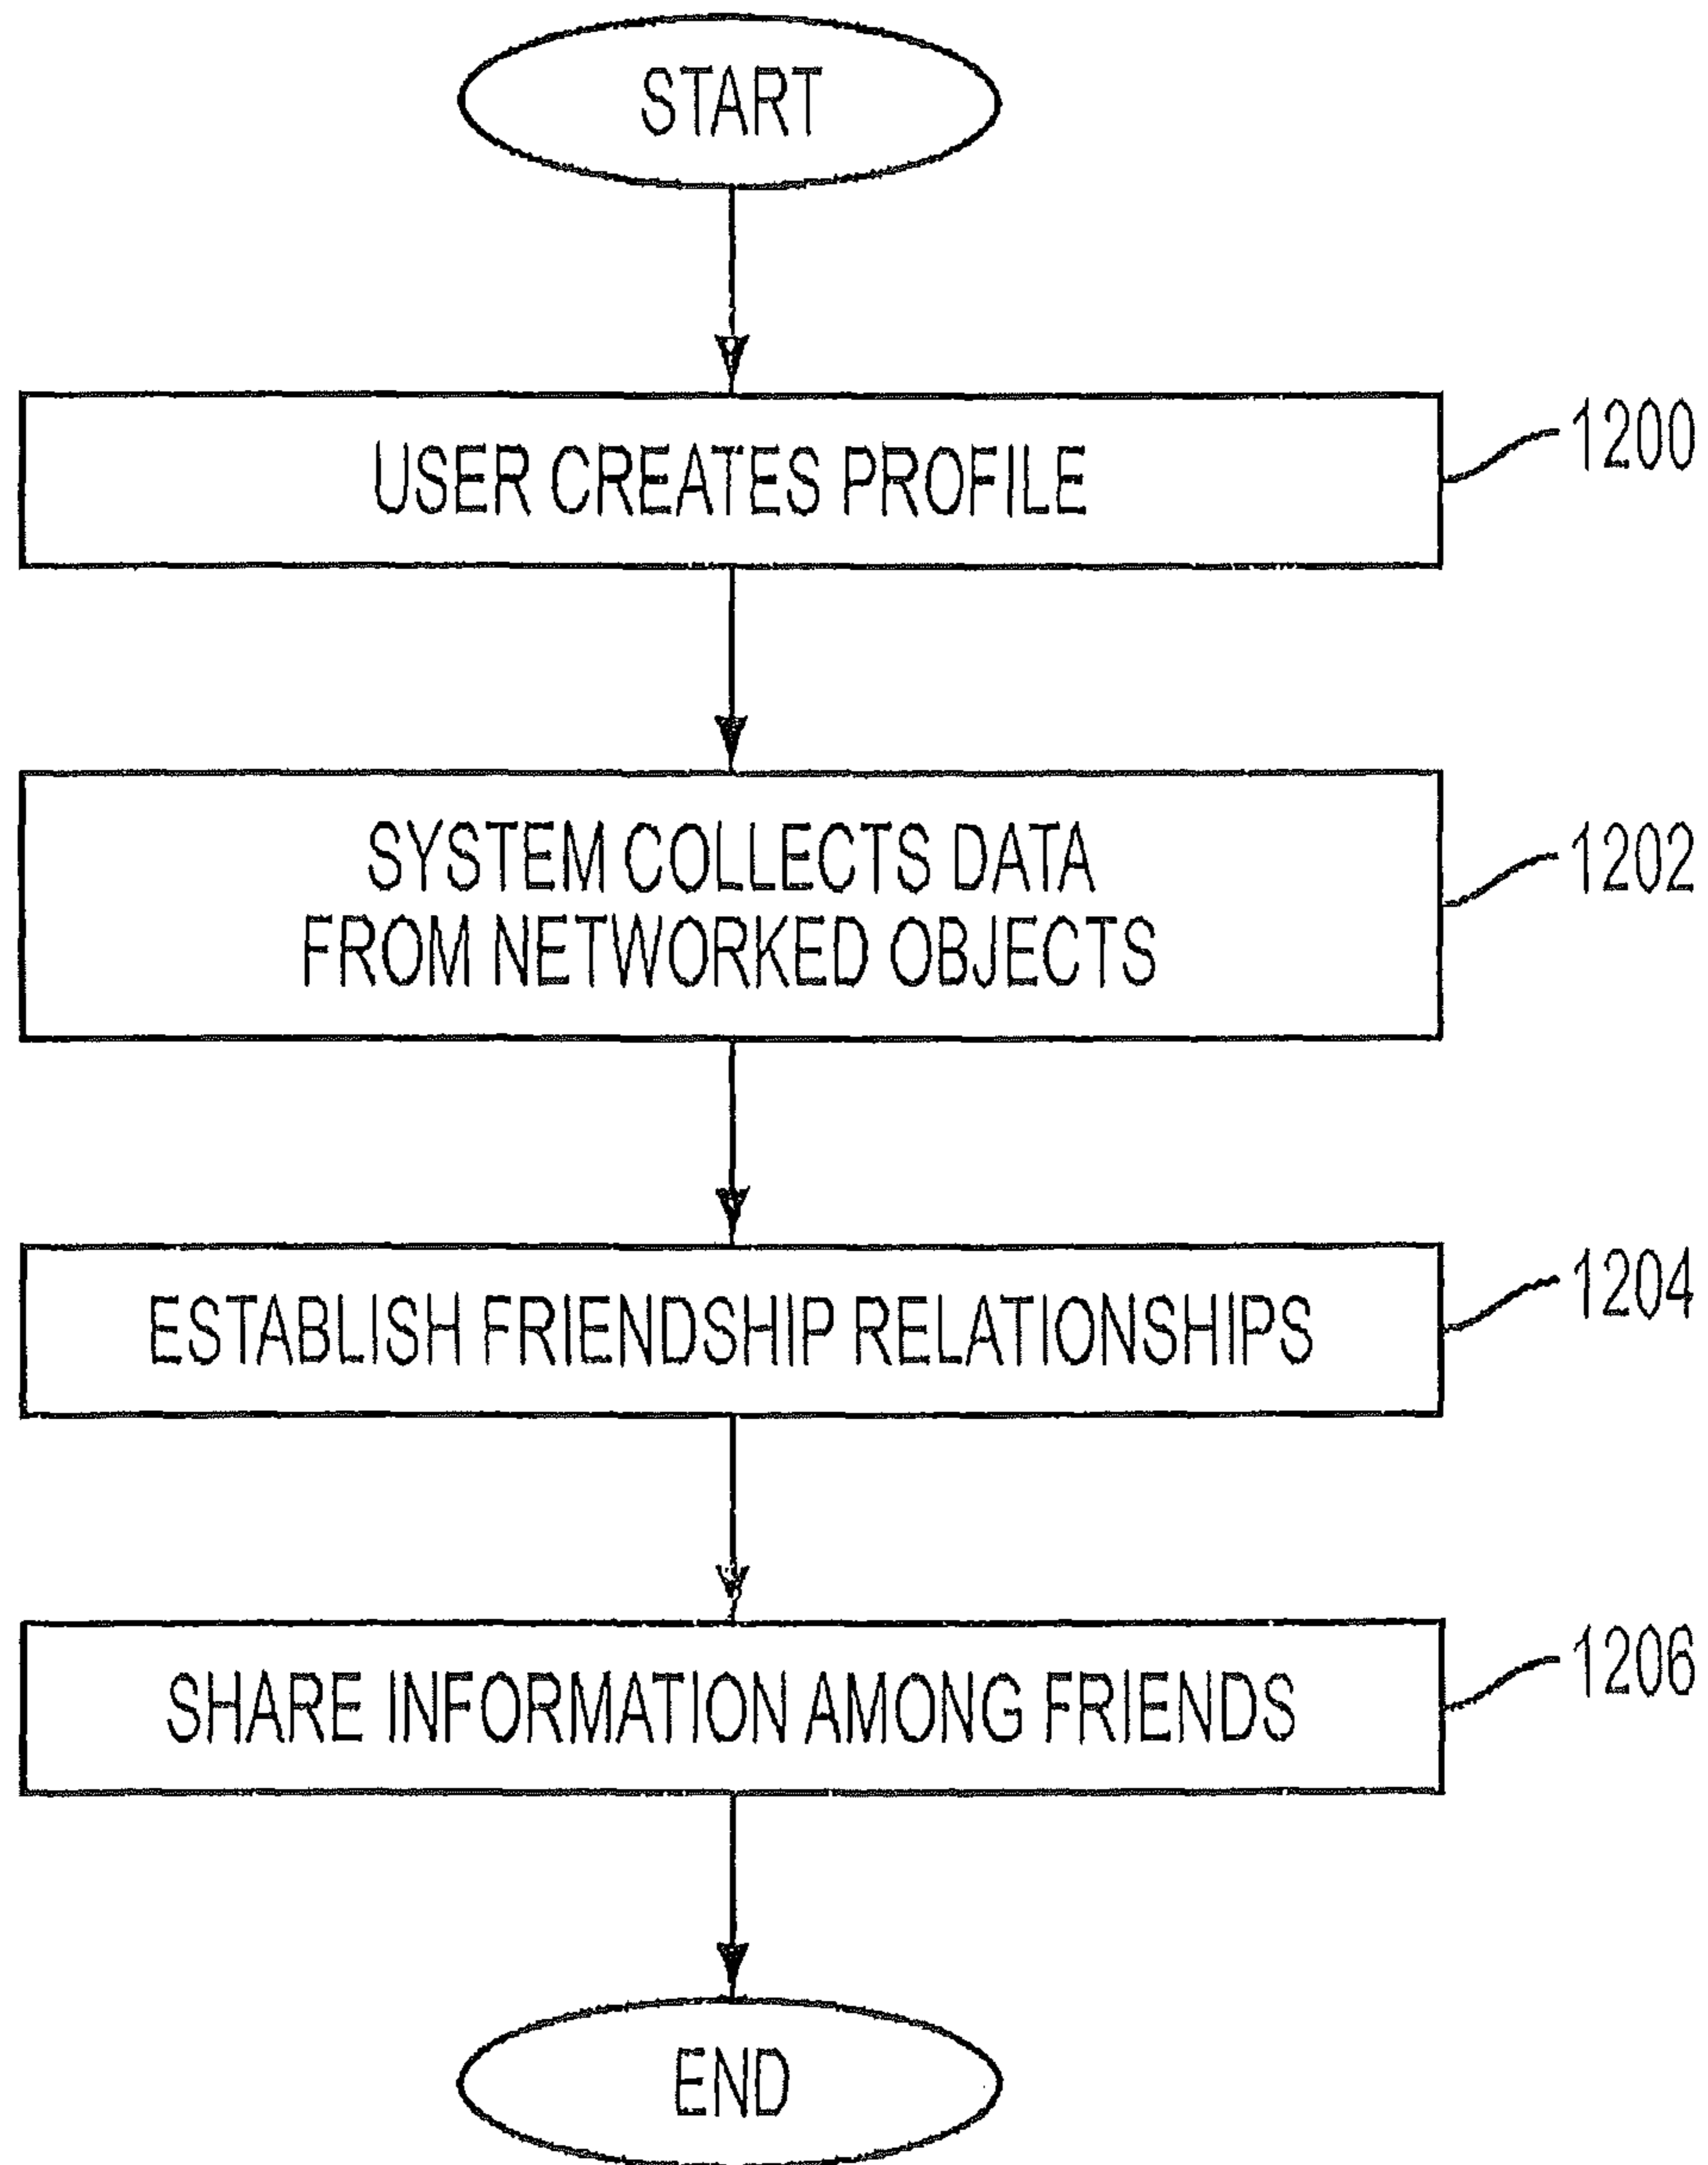 START
USER CREATES PROFILE
1200
SYSTEM COLLECTS DATA
FROM NETWORKED OBJECTS
1202
ESTABLISH FRIENDSHIP RELATIONSHIPS
1204
SHARE INFORMATION AMONG FRIENDS
1206
END